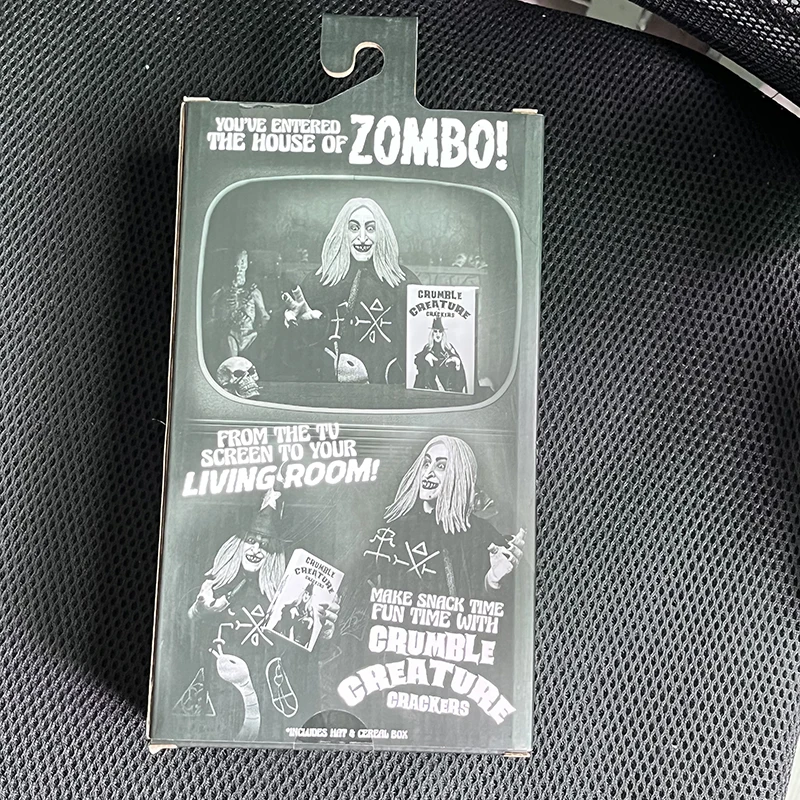 YOU'VE ENTERED
THE HOUSE OF ZOMBO!
CRUMBLE
CREATURE
CRACKERS
FROM THE TV
SCREEN TO YOUR
LIVING ROOM!
CRUMBLE
CREATURE
CRACKERS
MAKE SNACK TIME
FUN TIME WITH
CRUMBLE
CREATURE
CRACKERS
*INCLUDES HAT & CEREAL BOX